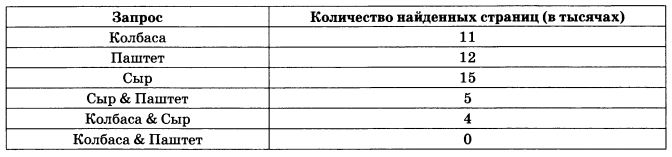 Запрос Количество найденных страниц (в тысячах)
Колбаса 11
Паштет 12
Сыр 15
Сыр & Паштет 5
Колбаса & Сыр 4
Колбаса & Паштет 0